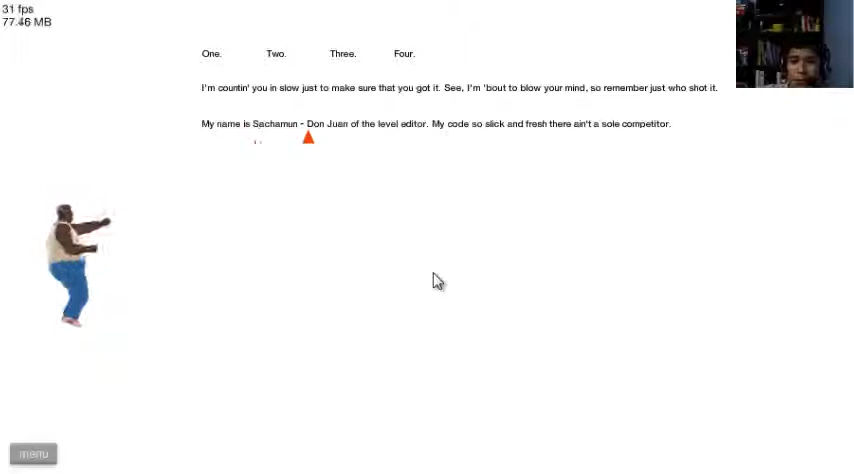 31 fps
77.46 MB
One. Two. Three. Four.
I'm countin' you in slow just to make sure that you got it. See, I'm 'bout to blow your mind, so remember just who shot it.
My name is Sachamun - Don Juan of the level editor. My code so slick and fresh there ain't a sole competitor.
menu